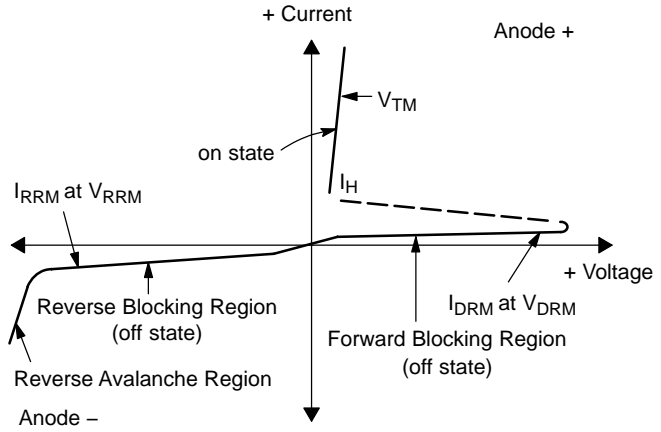 + Current
Anode +
VTM
on state
IH
IRRM at VRRM
+ Voltage
Reverse Blocking Region
(off state)
IDRM at VDRM
Forward Blocking Region
(off state)
Reverse Avalanche Region
Anode –